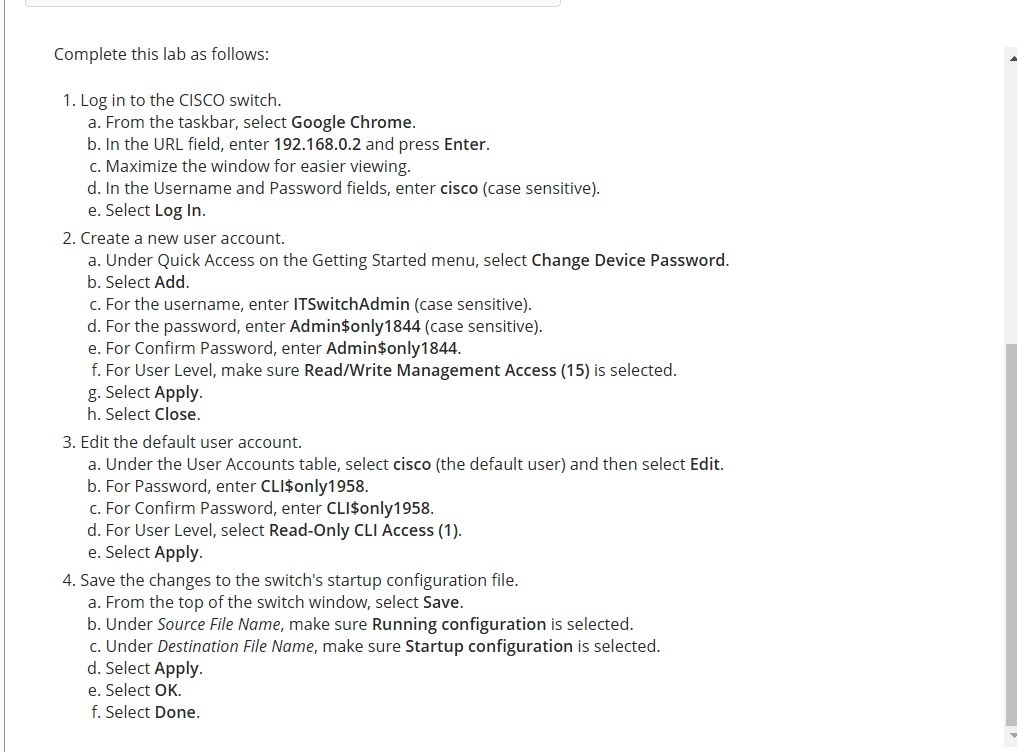 Complete this lab as follows:
1. Log in to the CISCO switch.
a. From the taskbar, select Google Chrome.
b. In the URL field, enter 192.168.0.2 and press Enter.
c. Maximize the window for easier viewing.
d. In the Username and Password fields, enter cisco (case sensitive).
e. Select Log In.
2. Create a new user account.
a. Under Quick Access on the Getting Started menu, select Change Device Password.
b. Select Add.
c. For the username, enter ITSwitchAdmin (case sensitive).
d. For the password, enter Admin$only1844 (case sensitive).
e. For Confirm Password, enter Admin$only1844.
f. For User Level, make sure Read/Write Management Access (15) is selected.
g. Select Apply.
h. Select Close.
3. Edit the default user account.
a. Under the User Accounts table, select cisco (the default user) and then select Edit.
b. For Password, enter CLI$only1958.
c. For Confirm Password, enter CLI$only1958.
d. For User Level, select Read-Only CLI Access (1).
e. Select Apply.
4. Save the changes to the switch's startup configuration file.
a. From the top of the switch window, select Save.
b. Under Source File Name, make sure Running configuration is selected.
c. Under Destination File Name, make sure Startup configuration is selected.
d. Select Apply.
e. Select OK.
f. Select Done.